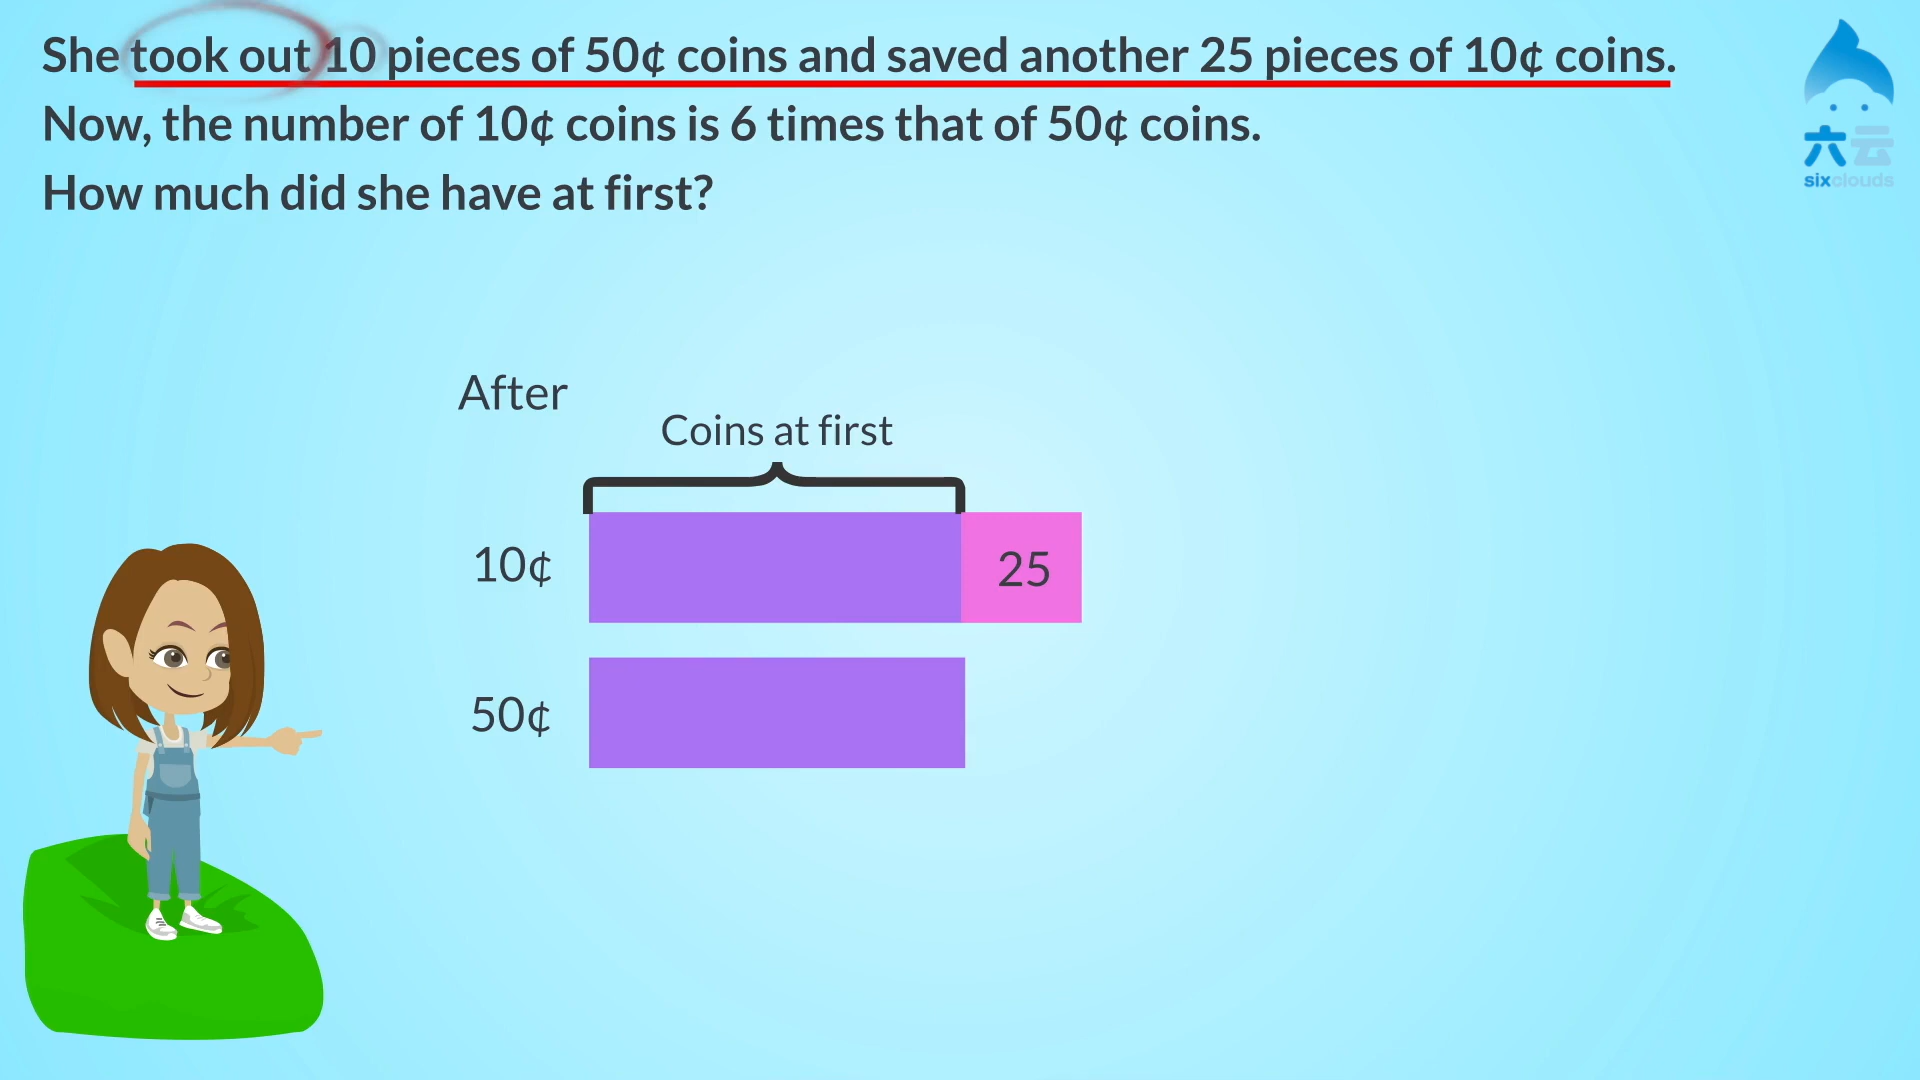 She took out 10 pieces of 50¢ coins and saved another 25 pieces of 10¢ coins.
Now, the number of 10¢ coins is 6 times that of 50¢ coins.
How much did she have at first?
六云
sixclouds
After
Coins at first
10¢
25
50¢